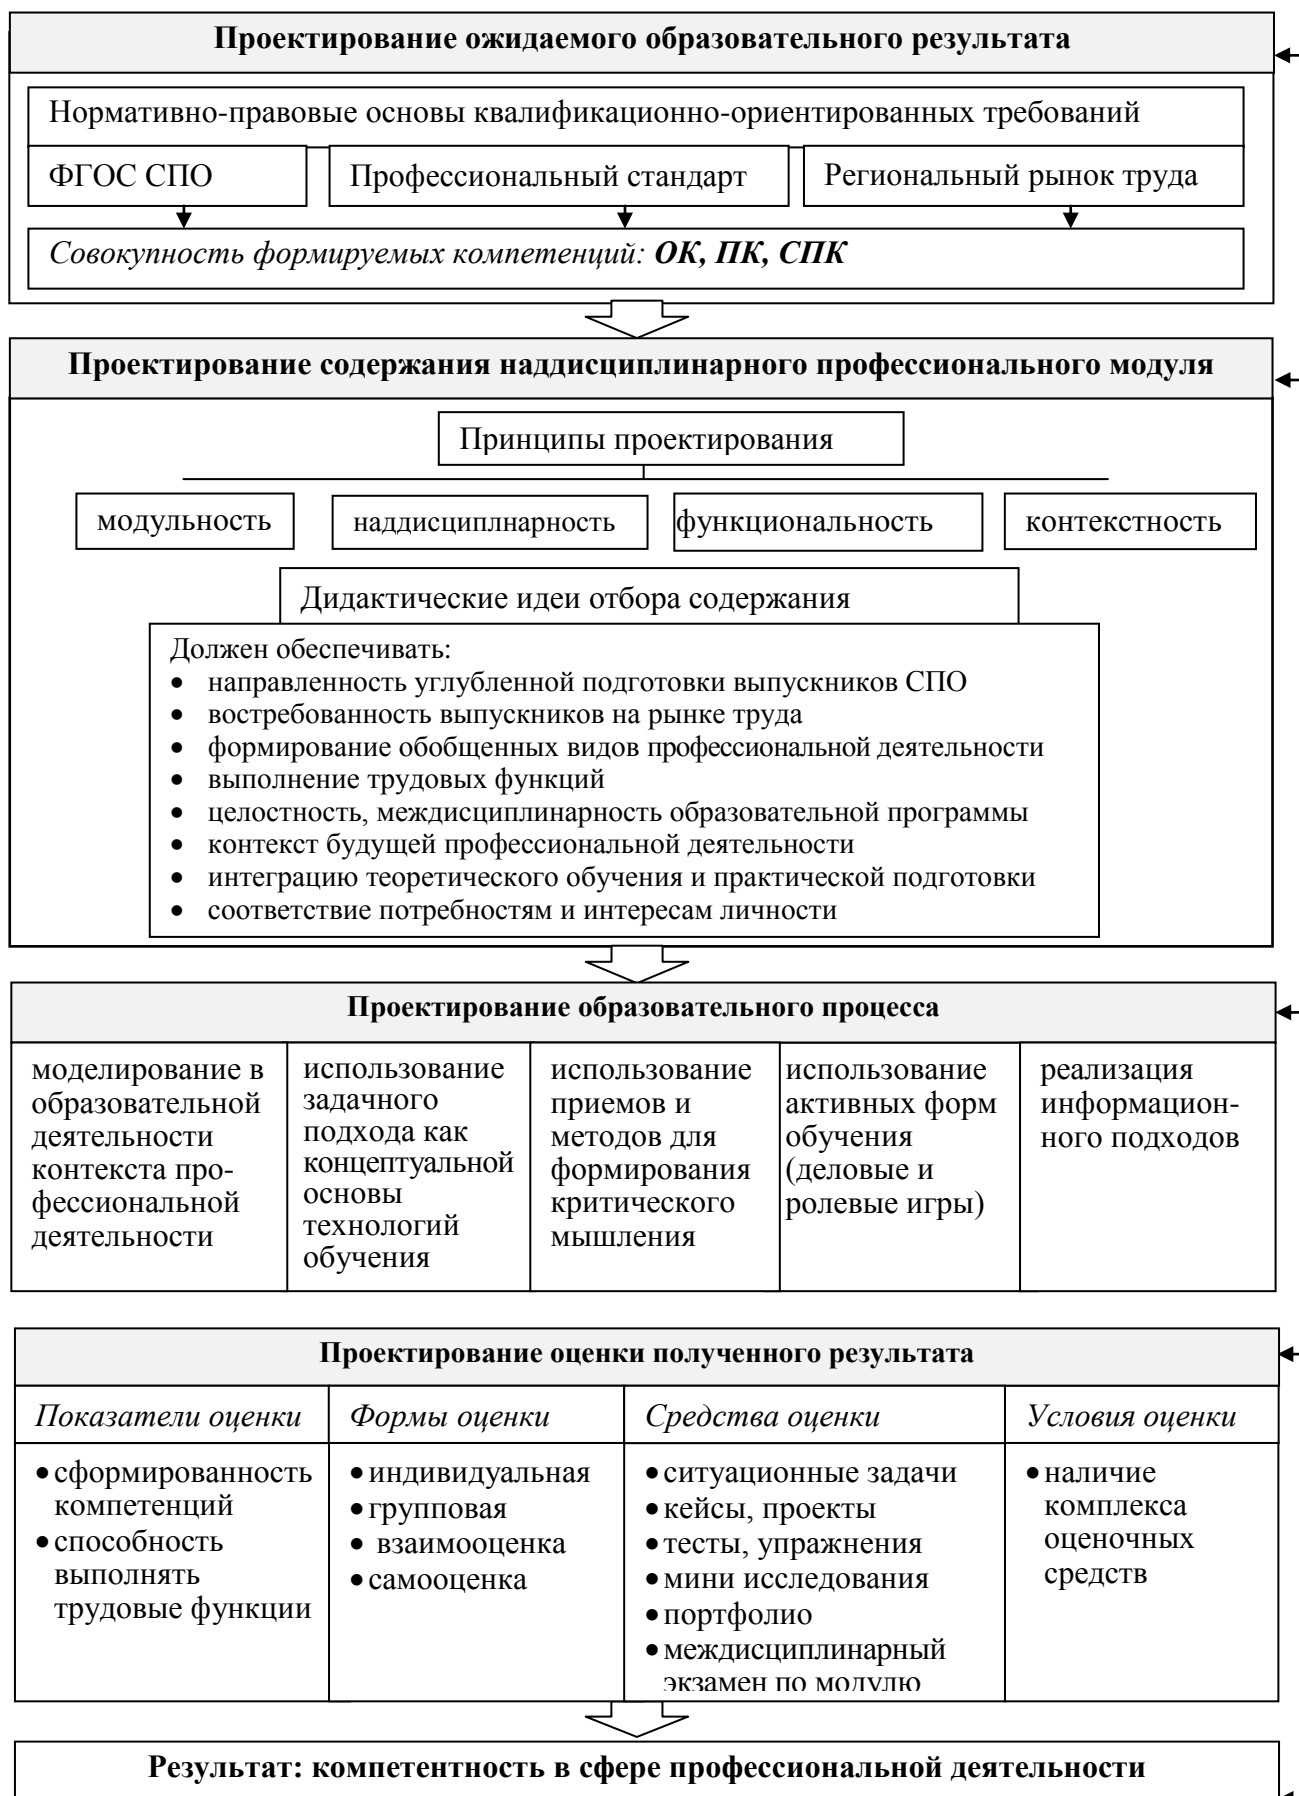 Проектирование ожидаемого образовательного результата
Нормативно-правовые основы квалификационно-ориентированных требований
ФГОС СПО
Профессиональный стандарт
Региональный рынок труда
Совокупность формируемых компетенций: ОК, ПК, СПК
Проектирование содержания наддисциплинарного профессионального модуля
Принципы проектирования
модульность
наддисциплнарность
функциональность
контекстность
Дидактические идеи отбора содержания
Должен обеспечивать:
• направленность углубленной подготовки выпускников СПО
• востребованность выпускников на рынке труда
• формирование обобщенных видов профессиональной деятельности
• выполнение трудовых функций
• целостность, междисциплинарность образовательной программы
• контекст будущей профессиональной деятельности
• интеграцию теоретического обучения и практической подготовки
• соответствие потребностям и интересам личности
Проектирование образовательного процесса
моделирование в
образовательной
деятельности
контекста про-
фессиональной
деятельности
использование
задачного
подхода как
концептуальной
основы
технологий
обучения
использование
приемов и
методов для
формирования
критического
мышления
использование
активных форм
обучения
(деловые и
ролевые игры)
реализация
информацион-
ного подходов
Проектирование оценки полученного результата
Показатели оценки
Формы оценки
Средства оценки
Условия оценки
• сформированность
компетенций
• способность
выполнять
трудовые функции
• индивидуальная
• групповая
• взаимооценка
• самооценка
• ситуационные задачи
• кейсы, проекты
• тесты, упражнения
• мини исследования
• портфолио
• междисциплинарный
экзамен по модулю
• наличие
комплекса
оценочных
средств
Результат: компетентность в сфере профессиональной деятельности